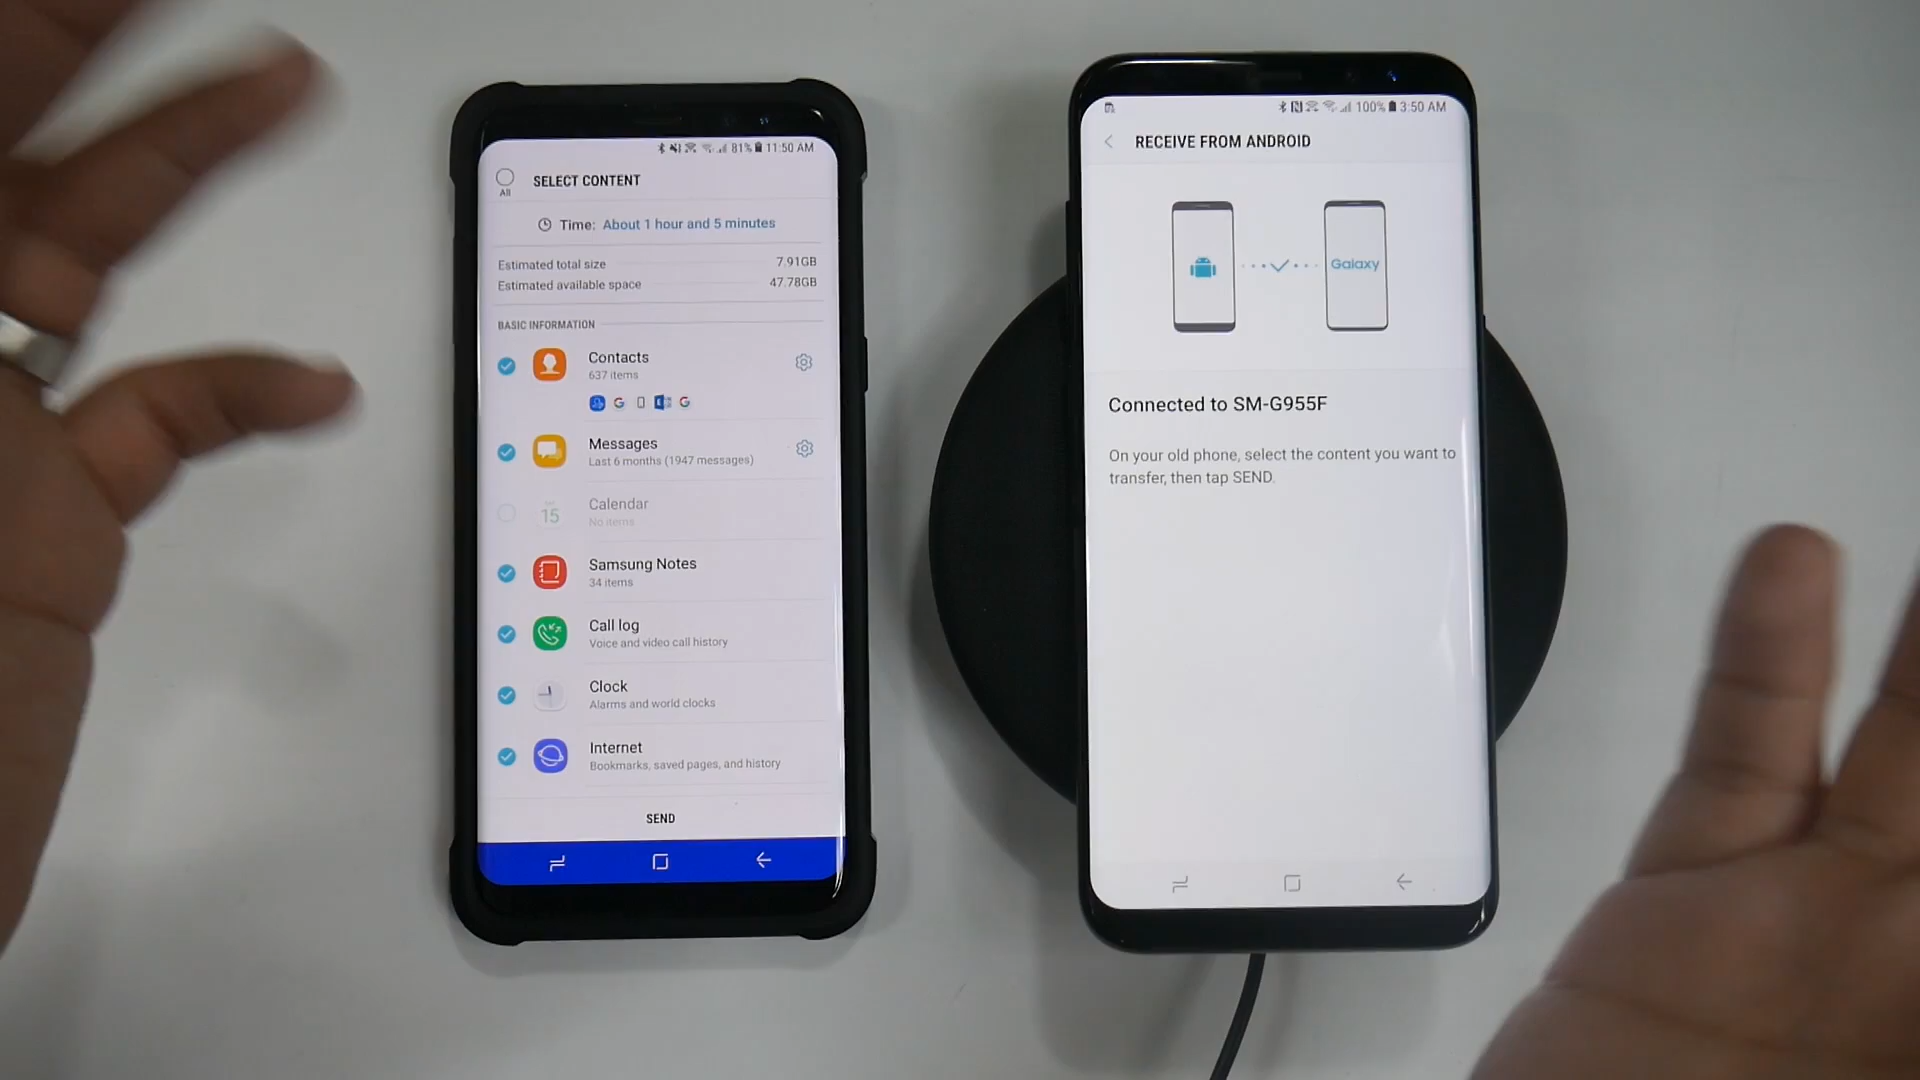 81% 11:50 AM
All
SELECT CONTENT
Time: About 1 hour and 5 minutes
Estimated total size 7.91GB
Estimated available space 47.78GB
BASIC INFORMATION
Contacts
637 items
Messages
Last 6 months (1947 messages)
15
Calendar
No items
Samsung Notes
34 items
Call log
Voice and video call history
Clock
Alarms and world clocks
Internet
Bookmarks, saved pages, and history
SEND
100% 3:50 AM
RECEIVE FROM ANDROID
Galaxy
Connected to SM-G955F
On your old phone, select the content you want to
transfer, then tap SEND.